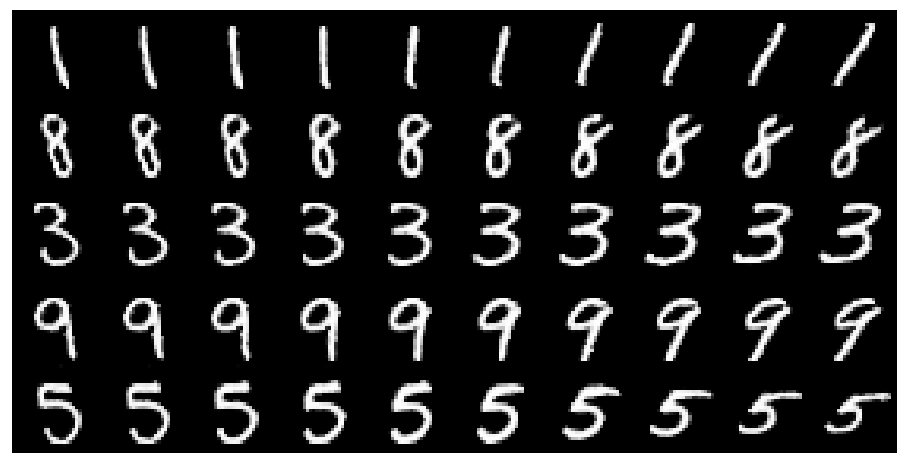 1 1 1 1 1 1 1 1 1 1
8 8 8 8 8 8 8 8 8 8
3 3 3 3 3 3 3 3 3 3
9 9 9 9 9 9 9 9 9 9
5 5 5 5 5 5 5 5 5 5